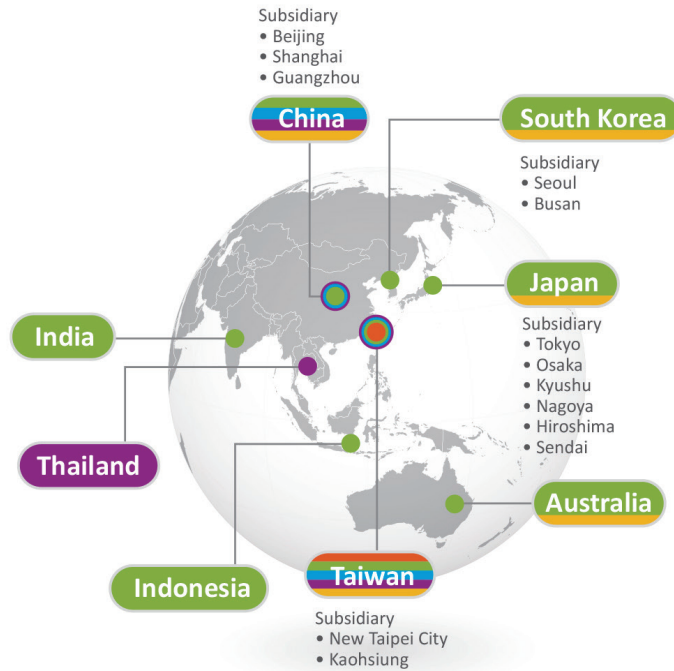 Subsidiary
• Beijing
• Shanghai
• Guangzhou
China
South Korea
Subsidiary
• Seoul
• Busan
Japan
Subsidiary
• Tokyo
• Osaka
• Kyushu
• Nagoya
• Hiroshima
• Sendai
India
Thailand
Australia
Indonesia
Taiwan
Subsidiary
• New Taipei City
• Kaohsiung